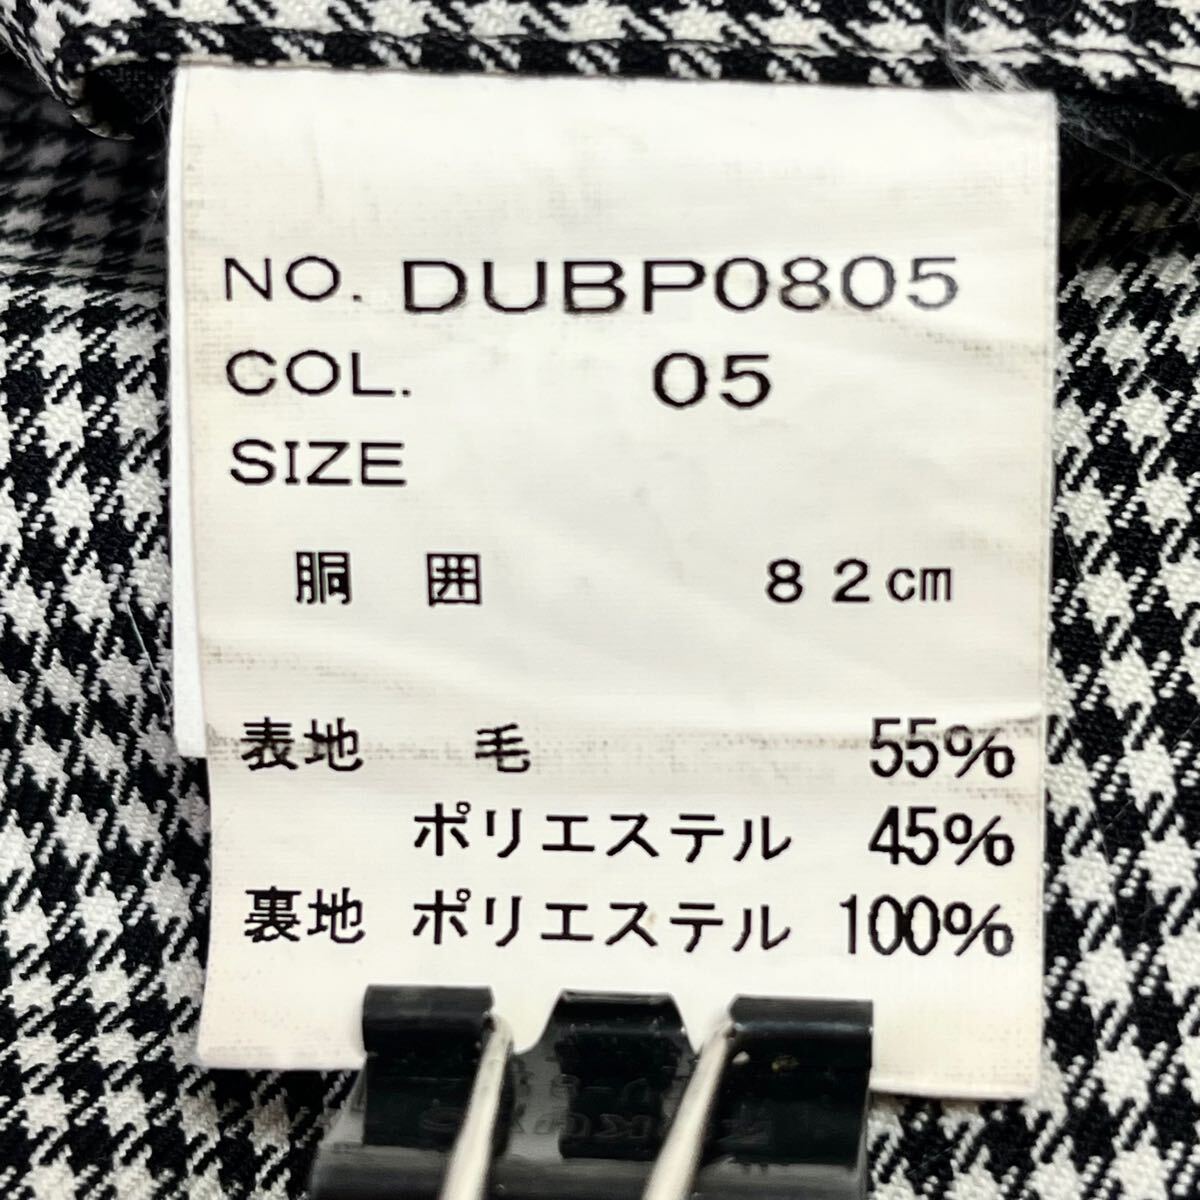 NO. DUBP0805
COL. 05
SIZE
胴囲 82cm
表地 毛 55%
ポリエステル 45%
裏地 ポリエステル 100%